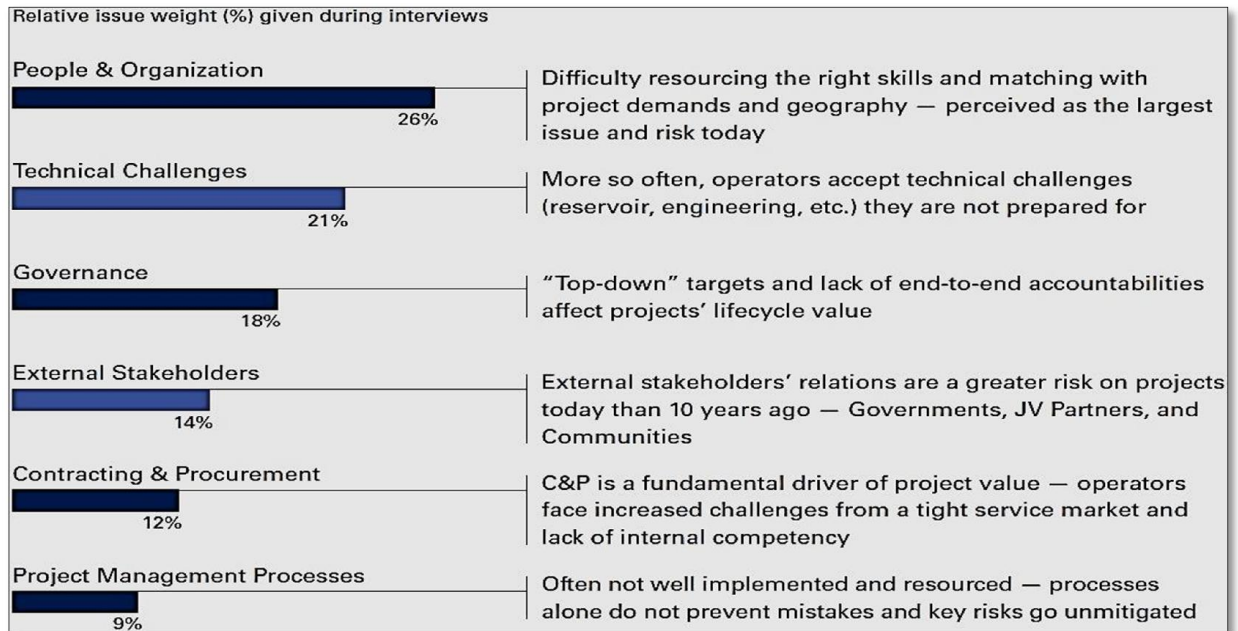 Relative issue weight (%) given during interviews
People & Organization
26%
Difficulty resourcing the right skills and matching with
project demands and geography — perceived as the largest
issue and risk today
Technical Challenges
21%
More so often, operators accept technical challenges
(reservoir, engineering, etc.) they are not prepared for
Governance
18%
“Top-down” targets and lack of end-to-end accountabilities
affect projects’ lifecycle value
External Stakeholders
14%
External stakeholders’ relations are a greater risk on projects
today than 10 years ago — Governments, JV Partners, and
Communities
Contracting & Procurement
12%
C&P is a fundamental driver of project value — operators
face increased challenges from a tight service market and
lack of internal competency
Project Management Processes
9%
Often not well implemented and resourced — processes
alone do not prevent mistakes and key risks go unmitigated